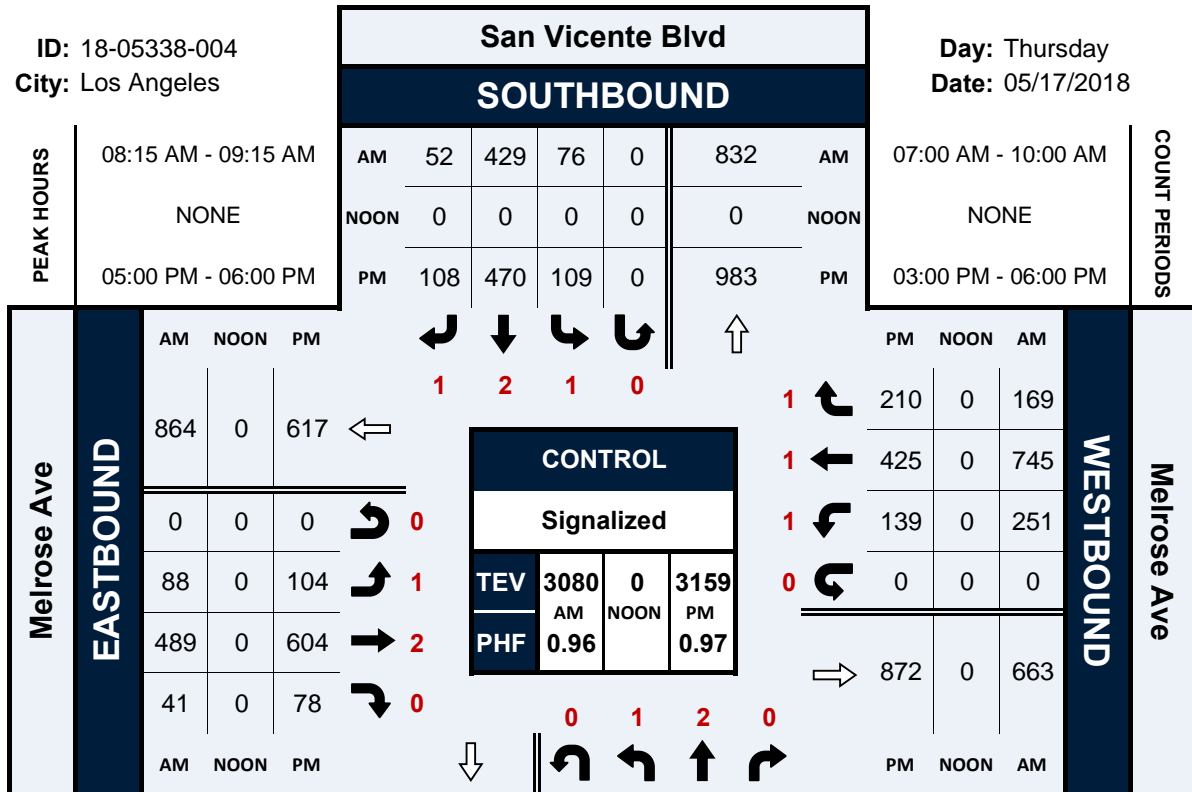 San Vicente Blvd
ID: 18-05338-004
Day: Thursday
City: Los Angeles
Date: 05/17/2018
SOUTHBOUND
PEAK HOURS
08:15 AM - 09:15 AM
NONE
05:00 PM - 06:00 PM
AM 52 429 76 0 832 AM
NOON 0 0 0 0 0 NOON
PM 108 470 109 0 983 PM
07:00 AM - 10:00 AM
NONE
03:00 PM - 06:00 PM
COUNT PERIODS
1 2 1 0
Melrose Ave
EASTBOUND
AM NOON PM
864 0 617
0 0 0 0
88 0 104 1
489 0 604 2
41 0 78 0
AM NOON PM
CONTROL
Signalized
TEV 3080 0 3159
AM NOON PM
PHF 0.96 0.97
PM NOON AM
1 210 0 169
1 425 0 745
1 139 0 251
0 0 0 0
872 0 663
PM NOON AM
WESTBOUND
Melrose Ave
0 1 2 0